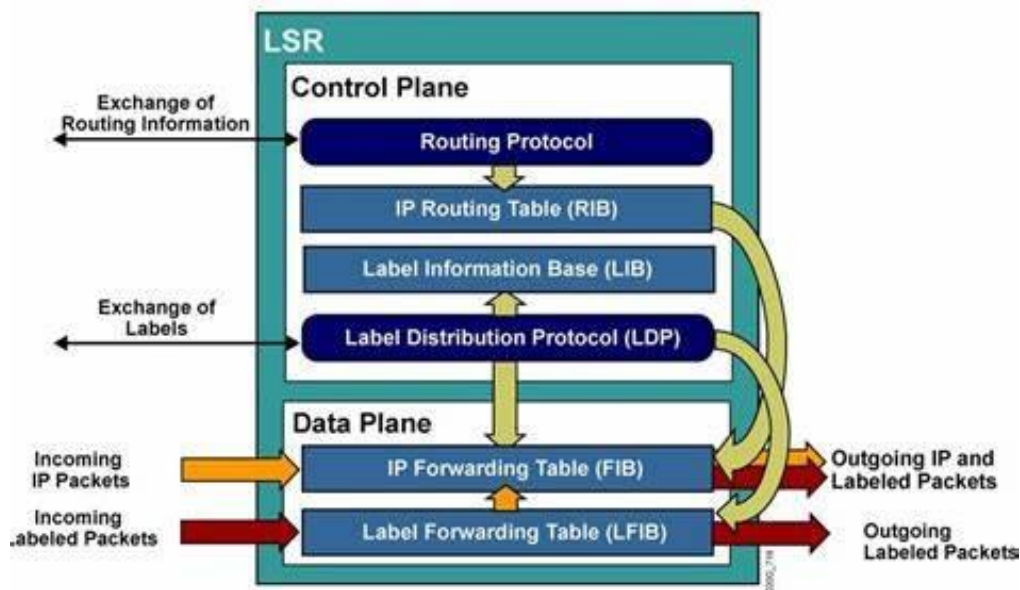 LSR
Control Plane
Exchange of
Routing Information
Routing Protocol
IP Routing Table (RIB)
Label Information Base (LIB)
Exchange of
Labels
Label Distribution Protocol (LDP)
Data Plane
Incoming
IP Packets
IP Forwarding Table (FIB)
Outgoing IP and
Labeled Packets
Incoming
Labeled Packets
Label Forwarding Table (LFIB)
Outgoing
Labeled Packets